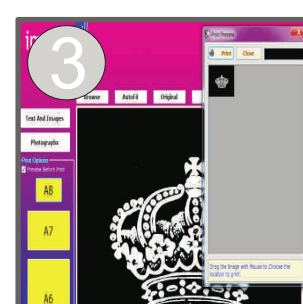 3
Print Preview
Print Close
Browse AutoFil Original
Text And Images
Photographs
Print Options
Preview Before Print
A8
A7
A6
Drag the Image with Mouse to Choose the
location to print.